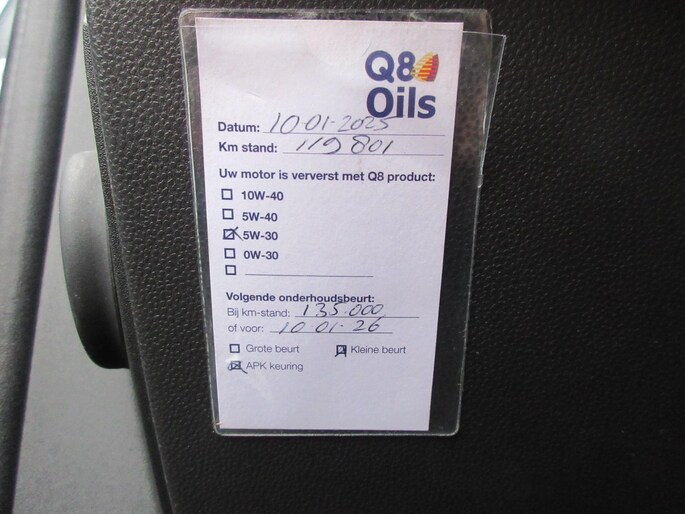 Q8
Oils
Datum: 10-01-2025
Km stand: 119801
Uw motor is ververst met Q8 product:
10W-40
5W-40
5W-30
0W-30
Volgende onderhoudsbeurt:
Bij km-stand: 135.000
of voor: 10-01-26
Grote beurt Kleine beurt
APK keuring